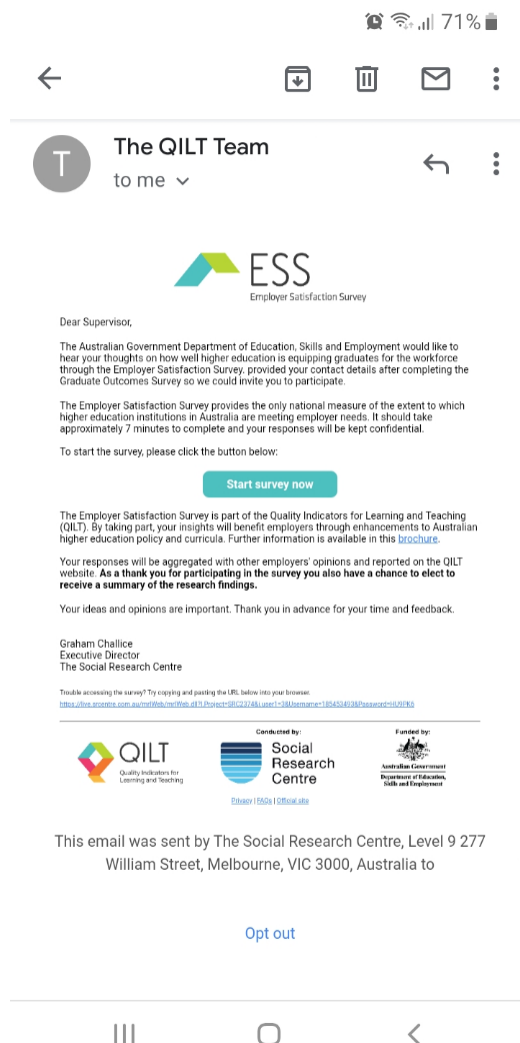 71%
The QILT Team
T
to me
ESS
Employer Satisfaction Survey
Dear Supervisor,
The Australian Government Department of Education, Skills and Employment would like to
hear your thoughts on how well higher education is equipping graduates for the workforce
through the Employer Satisfaction Survey. provided your contact details after completing the
Graduate Outcomes Survey so we could invite you to participate.
The Employer Satisfaction Survey provides the only national measure of the extent to which
higher education institutions in Australia are meeting employer needs. It should take
approximately 7 minutes to complete and your responses will be kept confidential.
To start the survey, please click the button below:
Start survey now
The Employer Satisfaction Survey is part of the Quality Indicators for Learning and Teaching
(QILT). By taking part, your insights will benefit employers through enhancements to Australian
higher education policy and curricula. Further information is available in this brochure.
Your responses will be aggregated with other employers' opinions and reported on the QILT
website. As a thank you for participating in the survey you also have a chance to elect to
receive a summary of the research findings.
Your ideas and opinions are important. Thank you in advance for your time and feedback.
Graham Challice
Executive Director
The Social Research Centre
Trouble accessing the survey? Try copying and pasting the URL below into your browser.
Conducted by:
Funded by:
QILT
Quality Indicators for
Learning and Teaching
Social
Research
Centre
Australian Government
Department of Education,
Skills and Employment
Privacy | FAQs | Official site
This email was sent by The Social Research Centre, Level 9 277
William Street, Melbourne, VIC 3000, Australia to
Opt out